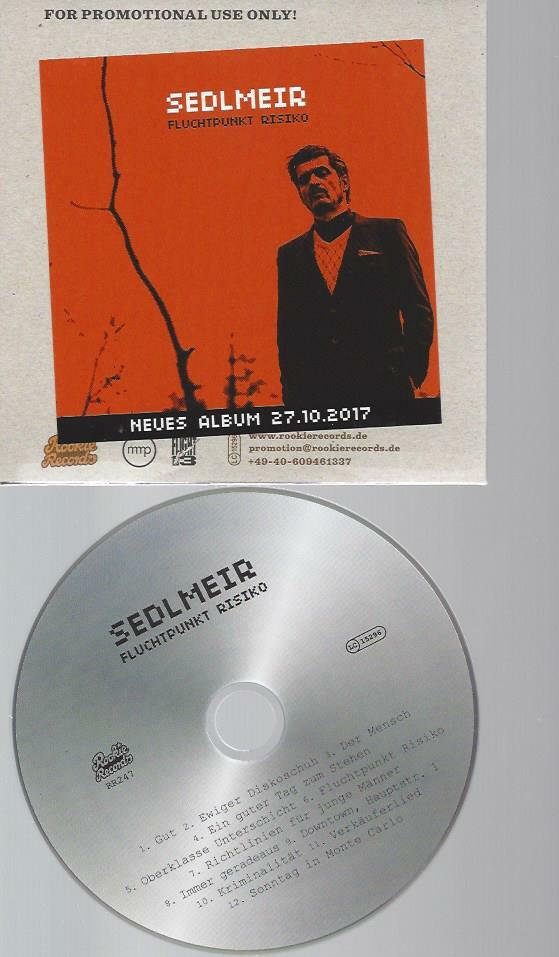 FOR PROMOTIONAL USE ONLY!
SEDLMEIR
FLUCHTPUNKT RISIKO
NEUES ALBUM 27.10.2017
Rookie
Records
mmp
LC 15296
www.rookierecords.de
promotion@rookierecords.de
+49-40-609461337
SEDLMEIR
FLUCHTPUNKT RISIKO
LC 15296
Rookie
Records
RR247
1. Gut 2. Ewiger Diskoschuh 3. Der Mensch
4. Ein guter Tag zum Stehen
5. Oberklasse Unterschicht 6. Fluchtpunkt Risiko
7. Richtlinien für junge Männer
8. Immer geradeaus 9. Downtown, Hauptstr. 1
10. Kriminalität 11. Verkäuferlied
12. Sonntag in Monte Carlo